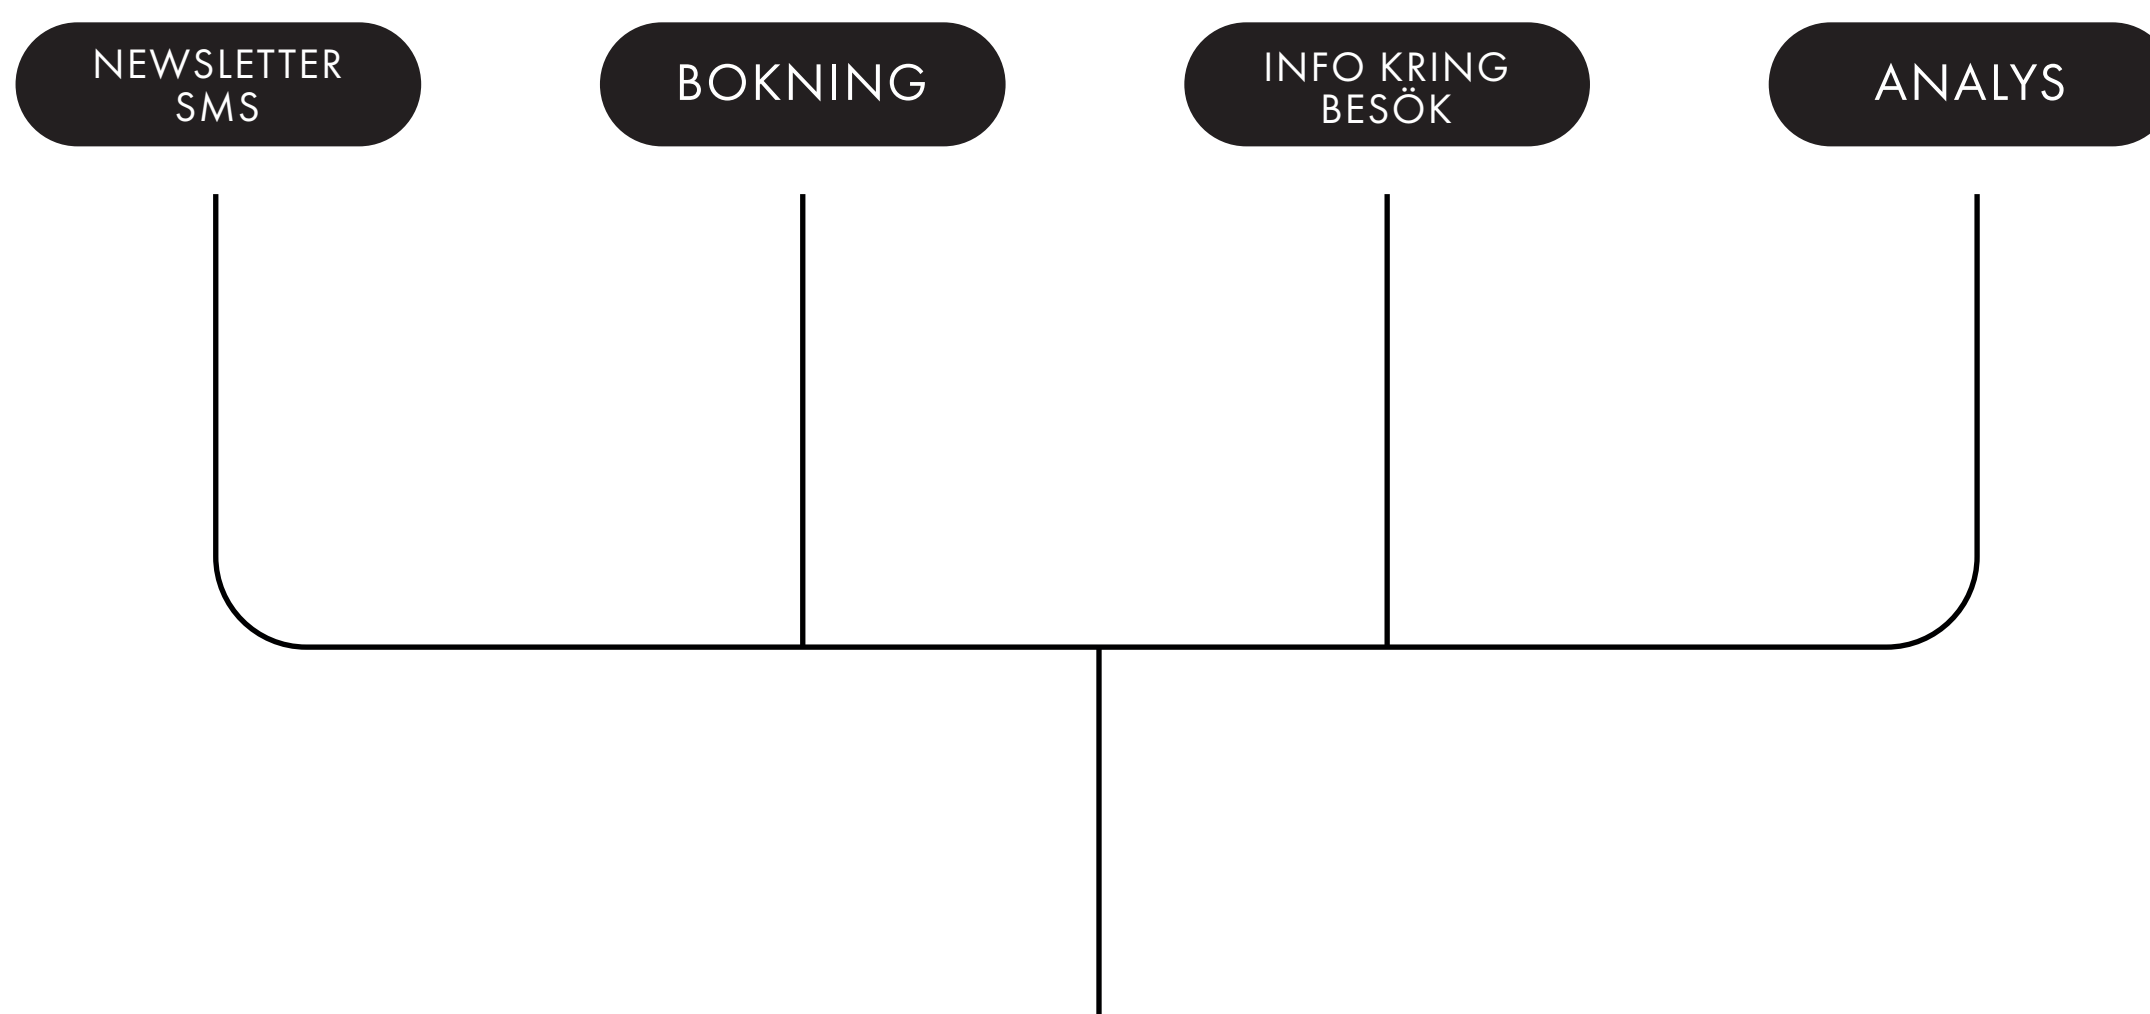 NEWSLETTER
SMS
BOKNING
INFO KRING
BESÖK
ANALYS